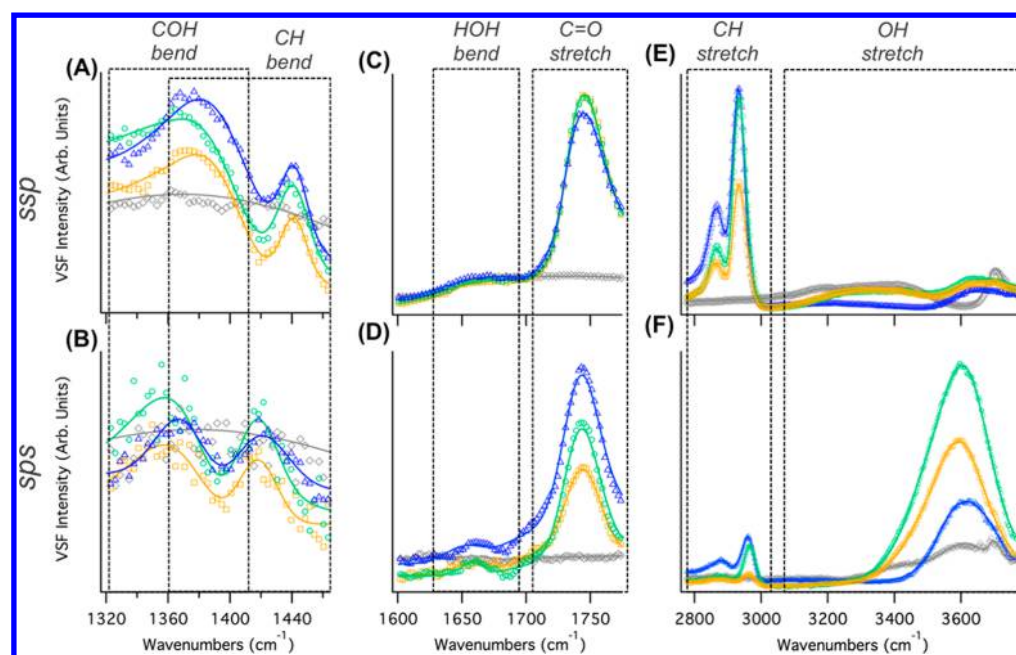 COH bend
CH bend
HOH bend
C=O stretch
CH stretch
OH stretch
(A)
(C)
(E)
ssp
VSF Intensity (Arb. Units)
(B)
(D)
(F)
sps
VSF Intensity (Arb. Units)
1320 1360 1400 1440
1600 1650 1700 1750
2800 3000 3200 3400 3600
Wavenumbers (cm⁻¹)
Wavenumbers (cm⁻¹)
Wavenumbers (cm⁻¹)